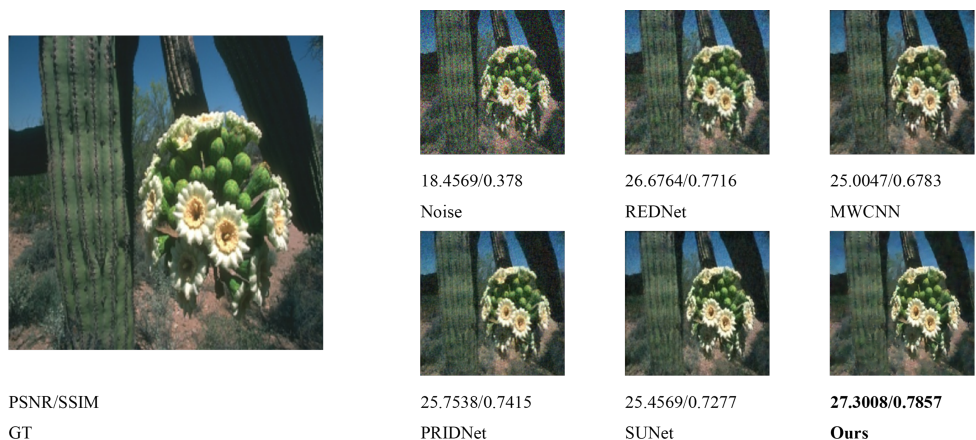 18.4569/0.378
Noise
26.6764/0.7716
REDNet
25.0047/0.6783
MWCNN
PSNR/SSIM
GT
25.7538/0.7415
PRIDNet
25.4569/0.7277
SUNet
27.3008/0.7857
Ours